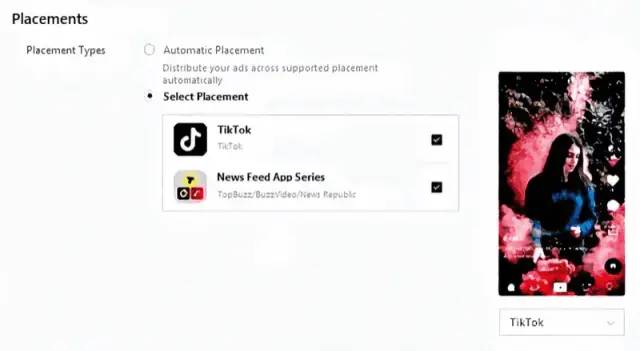 Placements
Placement Types
Automatic Placement
Distribute your ads across supported placement
automatically
Select Placement
TikTok
TikTok
News Feed App Series
TopBuzz/BuzzVideo/News Republic
TikTok